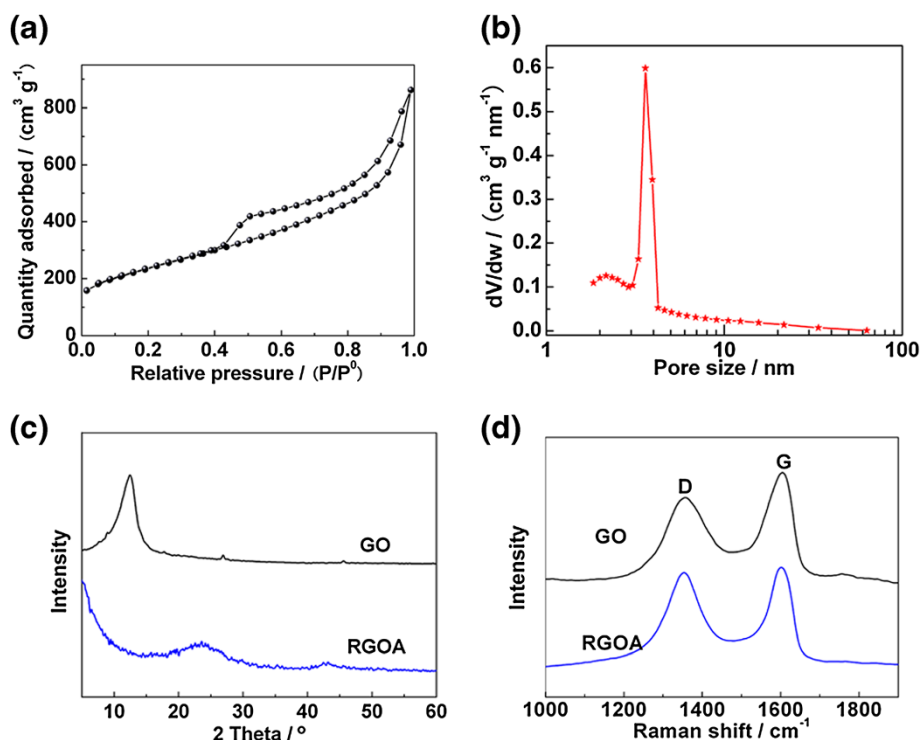 (a)
800
600
400
200
0
0.0 0.2 0.4 0.6 0.8 1.0
Quantity adsorbed / (cm³ g⁻¹)
Relative pressure / (P/P⁰)
(b)
0.6
0.5
0.4
0.3
0.2
0.1
0.0
1 10 100
dV/dw / (cm³ g⁻¹ nm⁻¹)
Pore size / nm
(c)
GO
RGOA
Intensity
10 20 30 40 50 60
2 Theta / °
(d)
D
G
GO
RGOA
Intensity
1000 1200 1400 1600 1800
Raman shift / cm⁻¹